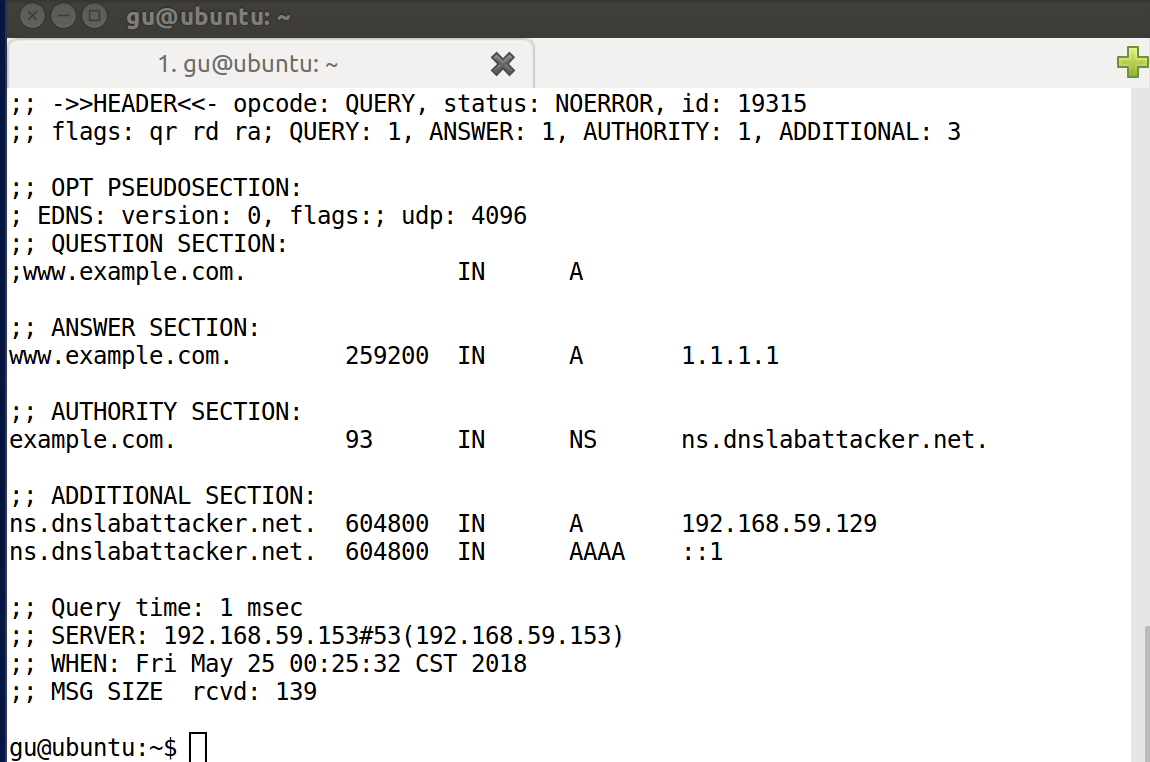 gu@ubuntu: ~
1. gu@ubuntu: ~
;; ->>HEADER<<- opcode: QUERY, status: NOERROR, id: 19315
;; flags: qr rd ra; QUERY: 1, ANSWER: 1, AUTHORITY: 1, ADDITIONAL: 3
;; OPT PSEUDOSECTION:
; EDNS: version: 0, flags:; udp: 4096
;; QUESTION SECTION:
;www.example.com. IN A
;; ANSWER SECTION:
www.example.com. 259200 IN A 1.1.1.1
;; AUTHORITY SECTION:
example.com. 93 IN NS ns.dnslabattacker.net.
;; ADDITIONAL SECTION:
ns.dnslabattacker.net. 604800 IN A 192.168.59.129
ns.dnslabattacker.net. 604800 IN AAAA ::1
;; Query time: 1 msec
;; SERVER: 192.168.59.153#53(192.168.59.153)
;; WHEN: Fri May 25 00:25:32 CST 2018
;; MSG SIZE rcvd: 139
gu@ubuntu:~$